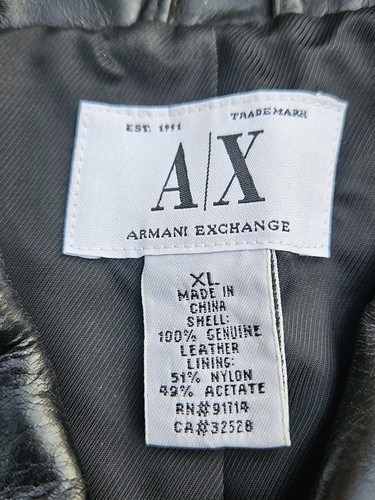 EST. 1991 TRADEMARK
A|X
ARMANI EXCHANGE
XL
MADE IN
CHINA
SHELL:
100% GENUINE
LEATHER
LINING:
51% NYLON
49% ACETATE
RN#91714
CA#32528